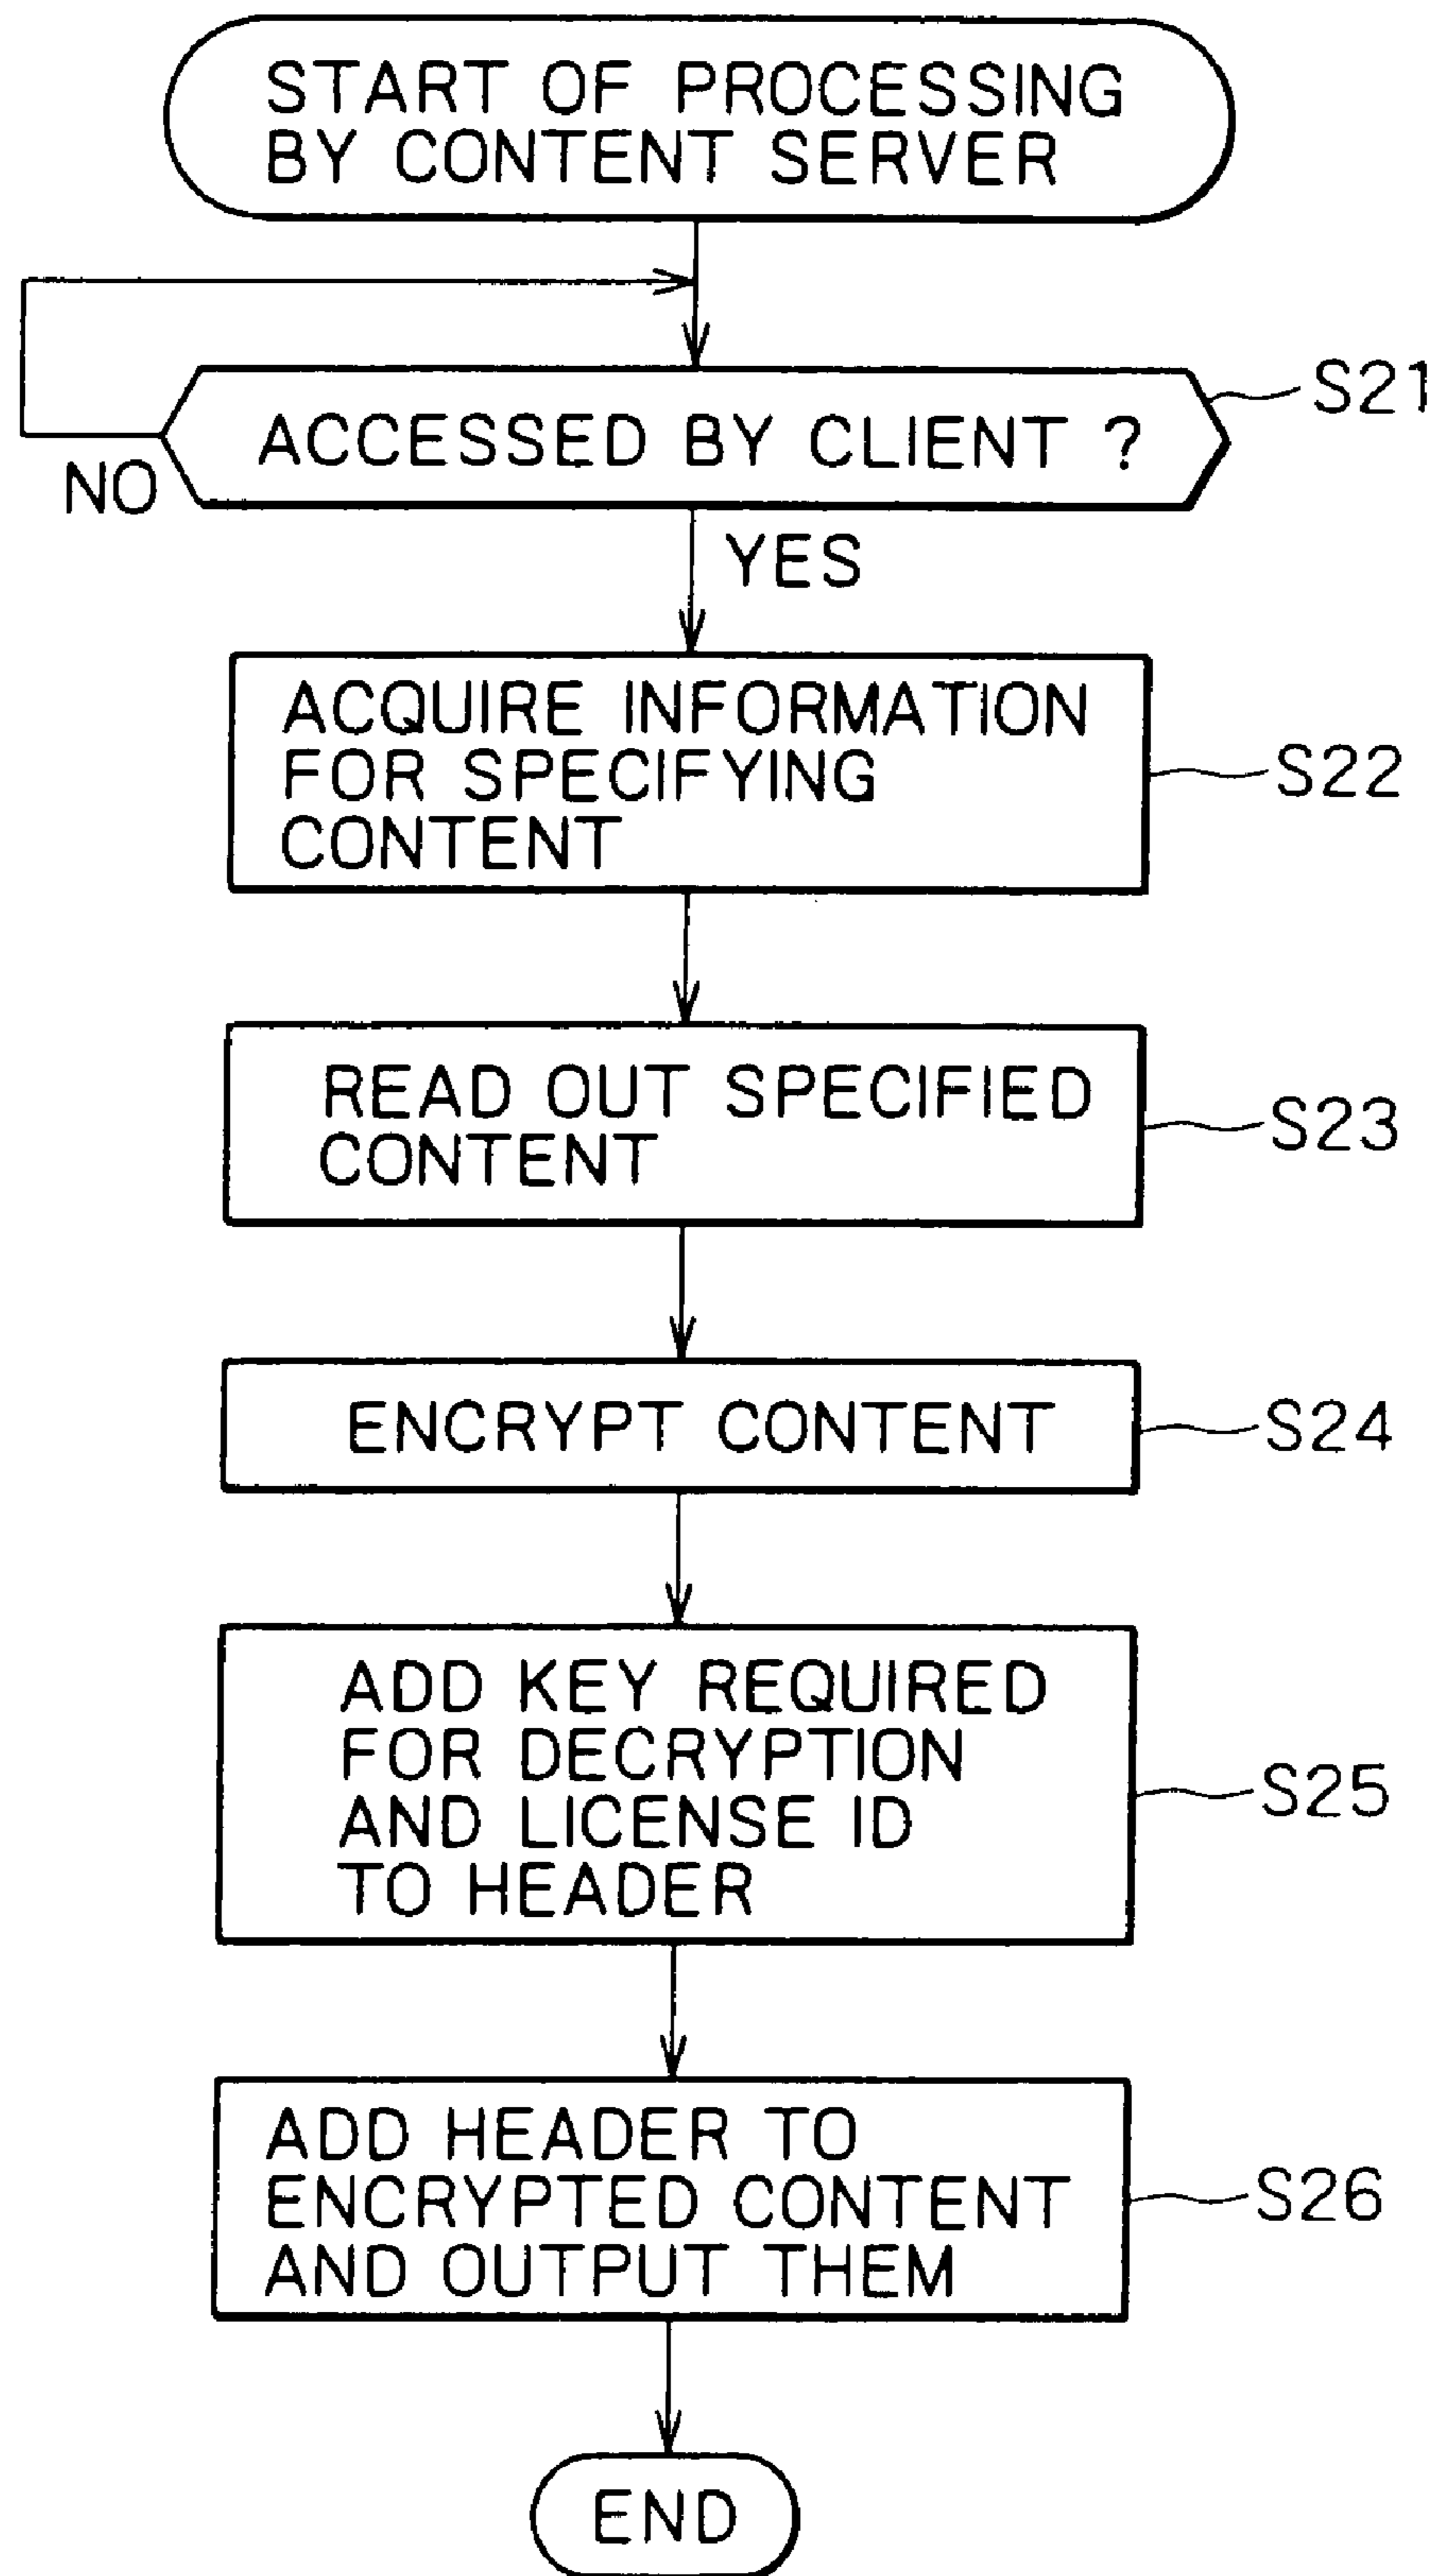 START OF PROCESSING
BY CONTENT SERVER
ACCESSED BY CLIENT ?
S21
NO
YES
ACQUIRE INFORMATION
FOR SPECIFYING
CONTENT
S22
READ OUT SPECIFIED
CONTENT
S23
ENCRYPT CONTENT
S24
ADD KEY REQUIRED
FOR DECRYPTION
AND LICENSE ID
TO HEADER
S25
ADD HEADER TO
ENCRYPTED CONTENT
AND OUTPUT THEM
S26
END